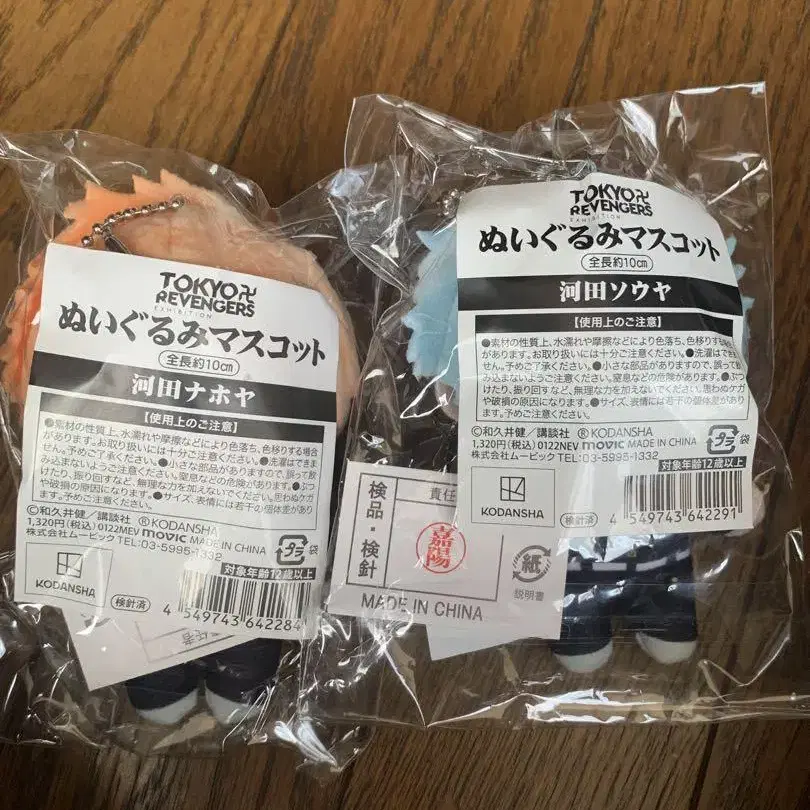 TOKYO
REVENGERS
EXHIBITION
ぬいぐるみマスコット
全長約10cm
河田ナホヤ
【使用上のご注意】
●素材の性質上、水濡れや摩擦などにより色落ち、色移りする場合
があります。お取り扱いには十分ご注意ください。●洗濯はできま
せん。予めご了承ください。●小さな部品がありますので、誤って飲
み込まないようご注意ください。窒息などの危険があります。●ぶつ
けたり、振り回すなど、無理な力を加えないでください。思わぬケガ
や破損の原因になります。●サイズ、表情には若干の個体差があり
ます。予めご了承ください。
©和久井健/講談社 ®KODANSHA
1,320円(税込) 0122MEV movic MADE IN CHINA
株式会社ムービック TEL:03-5995-1332
プラ 袋
対象年齢12歳以上
KODANSHA
検針済
4 549743 642284
任者
TOKYO
REVENGERS
EXHIBITION
ぬいぐるみマスコット
全長約10cm
河田ソウヤ
【使用上のご注意】
●素材の性質上、水濡れや摩擦などにより色落ち、色移りする場
があります。お取り扱いには十分ご注意ください。●洗濯はでき
せん。予めご了承ください。●小さな部品がありますので、誤って飲
み込まないようご注意ください。窒息などの危険があります。●ぶつ
けたり、振り回すなど、無理な力を加えないでください。思わぬケガ
や破損の原因になります。●サイズ、表情には若干の個体差があ
ます。予めご了承ください。
©和久井健/講談社 ®KODANSHA
1,320円(税込) 0122NEV movic MADE IN CHINA
株式会社ムービック TEL:03-5995-1332
プラ 袋
対象年齢12歳以上
KODANSHA
検針済
4 549743 642291
検品・検針
責任
嘉陽
MADE IN CHINA
紙
説明書